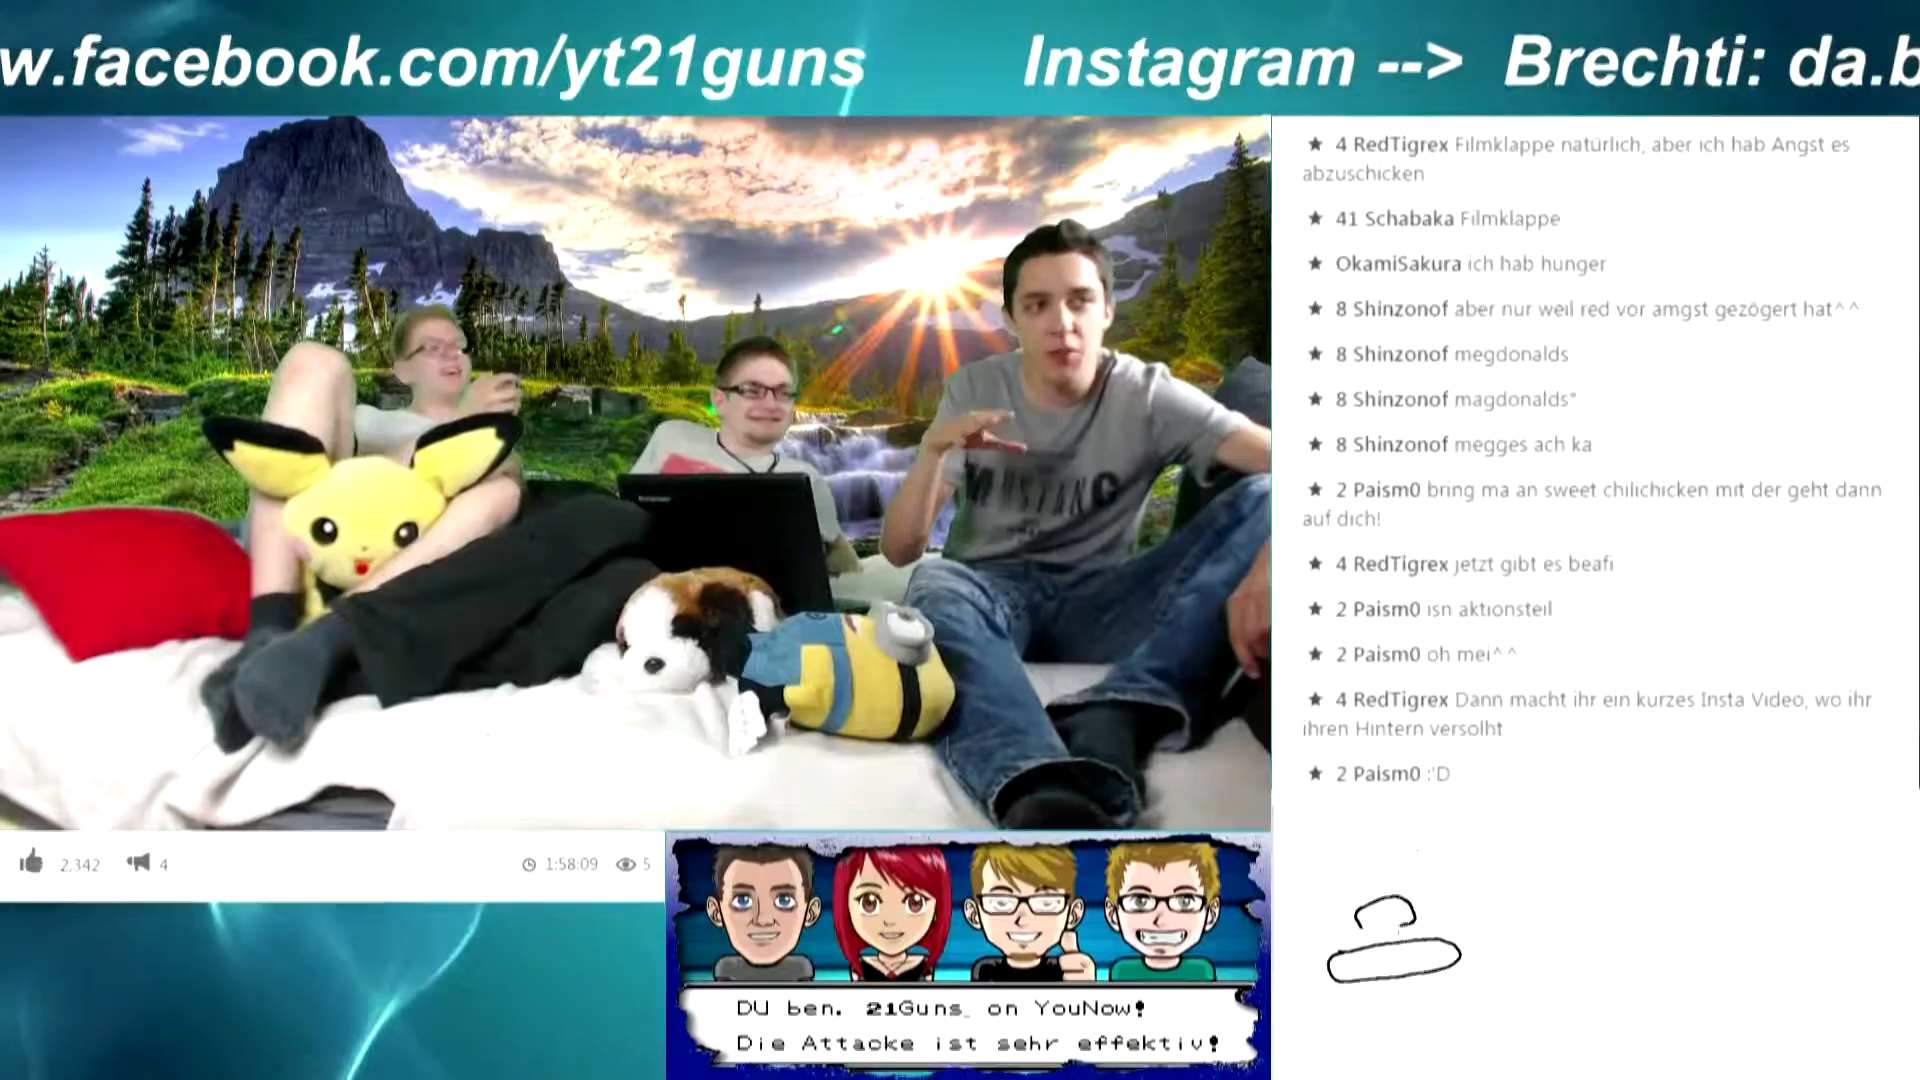 w.facebook.com/yt21guns Instagram --> Brechti: da.b
★ 4 RedTigrex Filmklappe natürlich, aber ich hab Angst es
abzuschicken
★ 41 Schabaka Filmklappe
★ OkamiSakura ich hab hunger
★ 8 Shinzonof aber nur weil red vor amgst gezögert hat^^
★ 8 Shinzonof megdonalds
★ 8 Shinzonof magdonalds*
★ 8 Shinzonof megges ach ka
★ 2 Paism0 bring ma an sweet chilichicken mit der geht dann
auf dich!
★ 4 RedTigrex jetzt gibt es beafi
★ 2 Paism0 isn aktionsteil
★ 2 Paism0 oh mei^^
★ 4 RedTigrex Dann macht ihr ein kurzes Insta Video, wo ihr
ihren Hintern versolht
★ 2 Paism0 :'D
MUSTANG
2,342 4 1:58:09 5
DU ben. 21Guns_ on YouNow!
Die Attacke ist sehr effektiv!